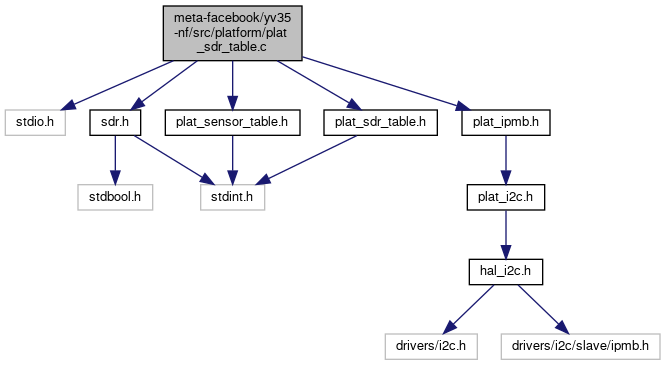 meta-facebook/yv35
-nf/src/platform/plat
_sdr_table.c
stdio.h
sdr.h
plat_sensor_table.h
plat_sdr_table.h
plat_ipmb.h
stdbool.h
stdint.h
plat_i2c.h
hal_i2c.h
drivers/i2c.h
drivers/i2c/slave/ipmb.h